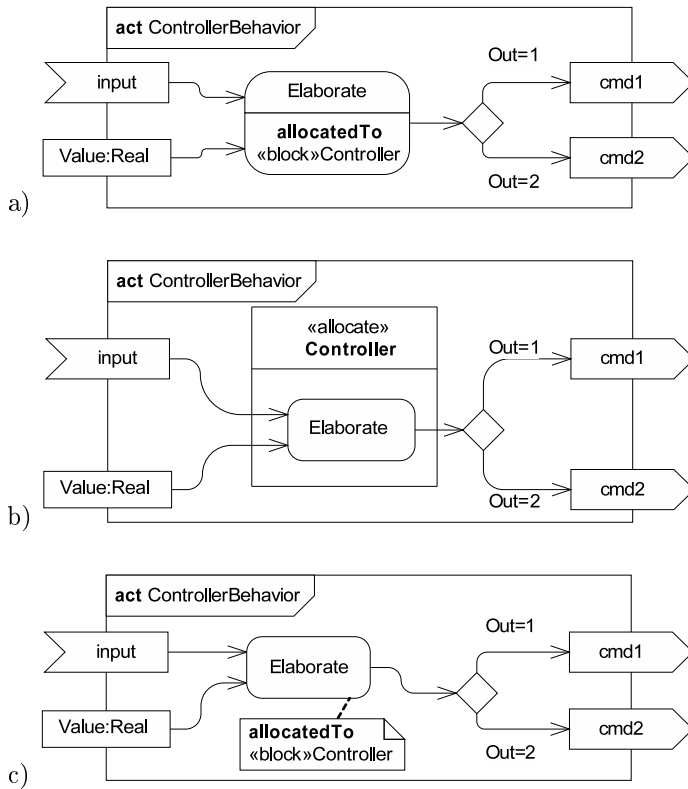 act ControllerBehavior
Out=1
input
Elaborate
cmd1
allocatedTo
Value:Real
«block»Controller
cmd2
Out=2
a)
act ControllerBehavior
«allocate»
Controller
Out=1
input
cmd1
Elaborate
Value:Real
Out=2
cmd2
b)
act ControllerBehavior
Out=1
input
Elaborate
cmd1
Value:Real
allocatedTo
«block»Controller
cmd2
Out=2
c)